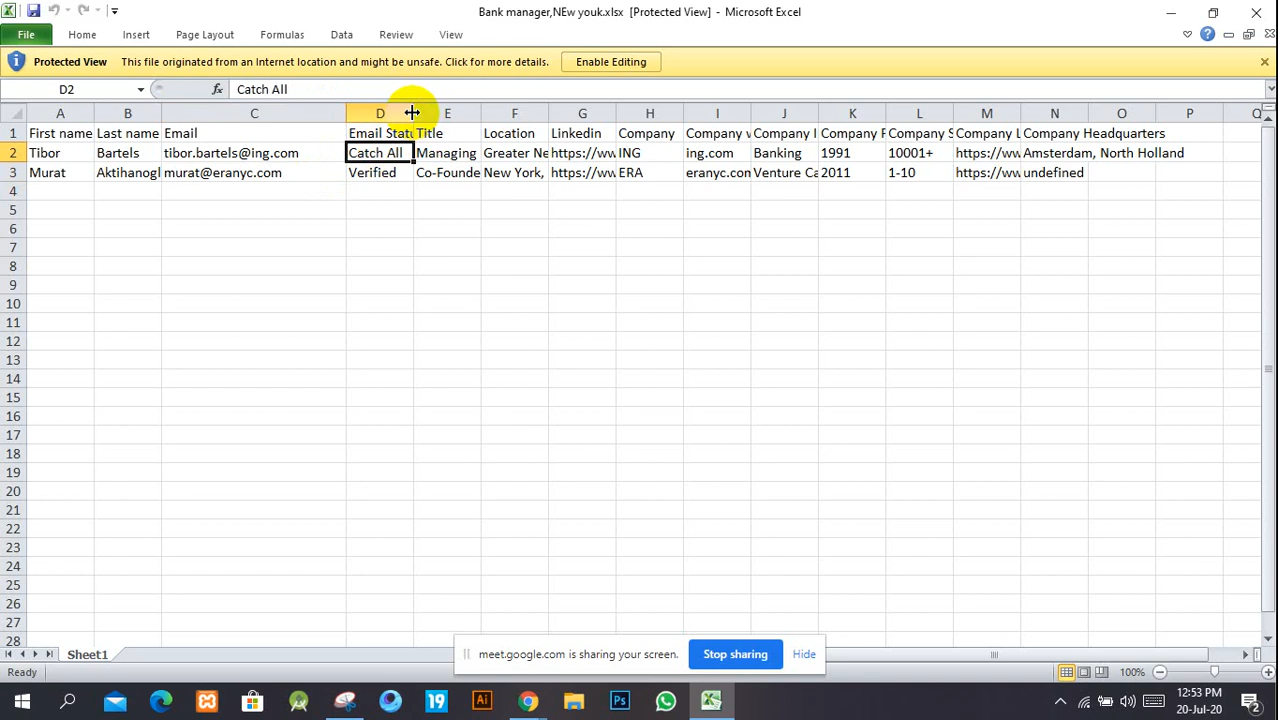 Bank manager,NEw youk.xlsx [Protected View] - Microsoft Excel
File Home Insert Page Layout Formulas Data Review View
Protected View This file originated from an Internet location and might be unsafe. Click for more details. Enable Editing
D2 fx Catch All
A B C D E F G H I J K L M N O P Q
1 First name Last name Email Email Statu Title Location Linkedin Company Company w Company I Company F Company S Company L Company Headquarters
2 Tibor Bartels tibor.bartels@ing.com Catch All Managing Greater Ne https://ww ING ing.com Banking 1991 10001+ https://ww Amsterdam, North Holland
3 Murat Aktihanogl murat@eranyc.com Verified Co-Founde New York, https://ww ERA eranyc.com Venture Ca 2011 1-10 https://ww undefined
4
5
6
7
8
9
10
11
12
13
14
15
16
17
18
19
20
21
22
23
24
25
26
27
28
meet.google.com is sharing your screen. Stop sharing Hide
Sheet1
Ready 100%
19 Ai Ps 12:53 PM
20-Jul-20 2